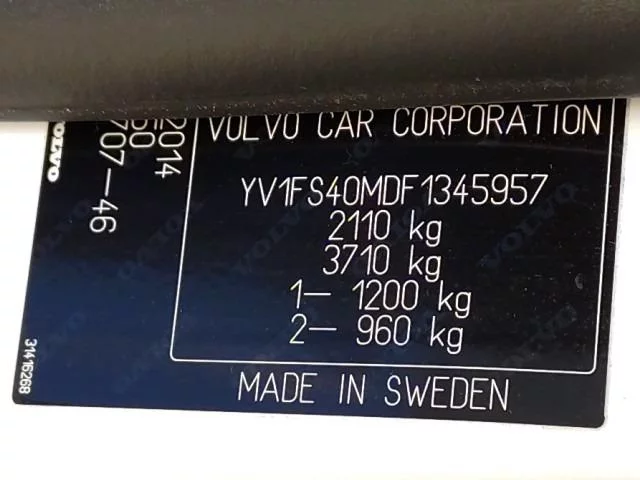 VOLVO CAR CORPORATION
YV1FS40MDF1345957
2110 kg
3710 kg
1– 1200 kg
2– 960 kg
MADE IN SWEDEN
2014
707–46
VOLVO
31416268